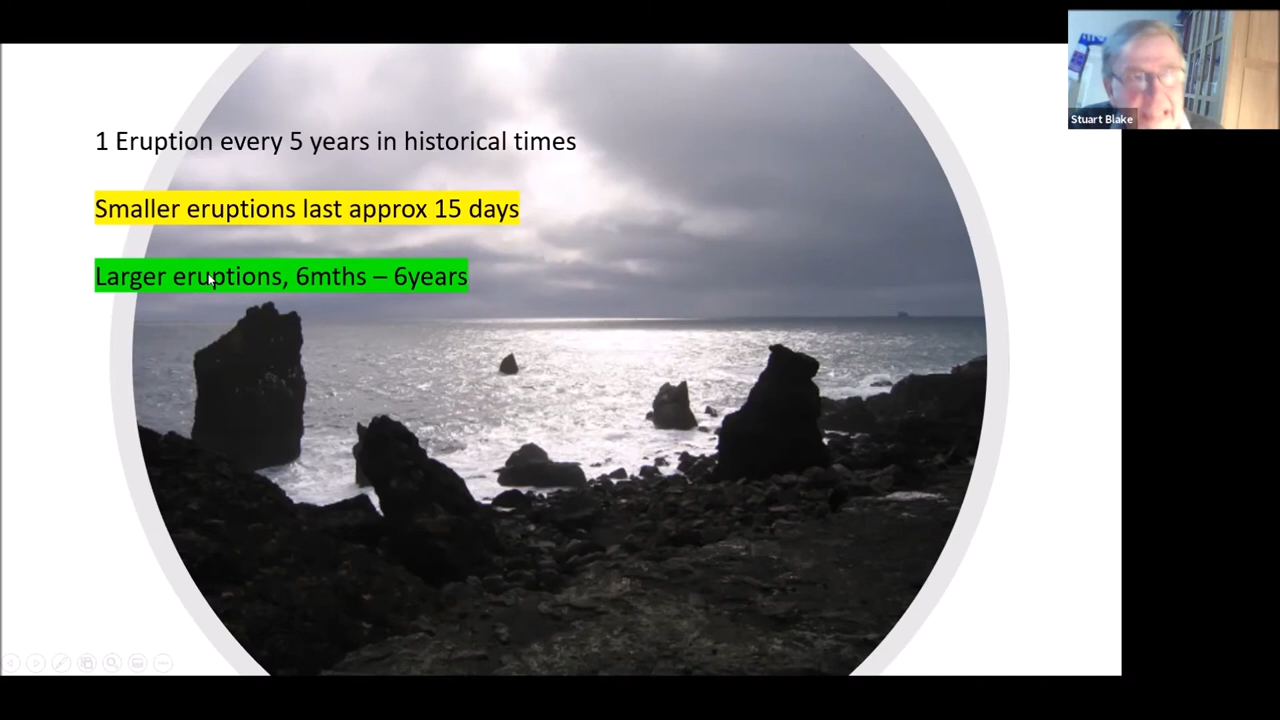 1 Eruption every 5 years in historical times
Smaller eruptions last approx 15 days
Larger eruptions, 6mths – 6years
Stuart Blake